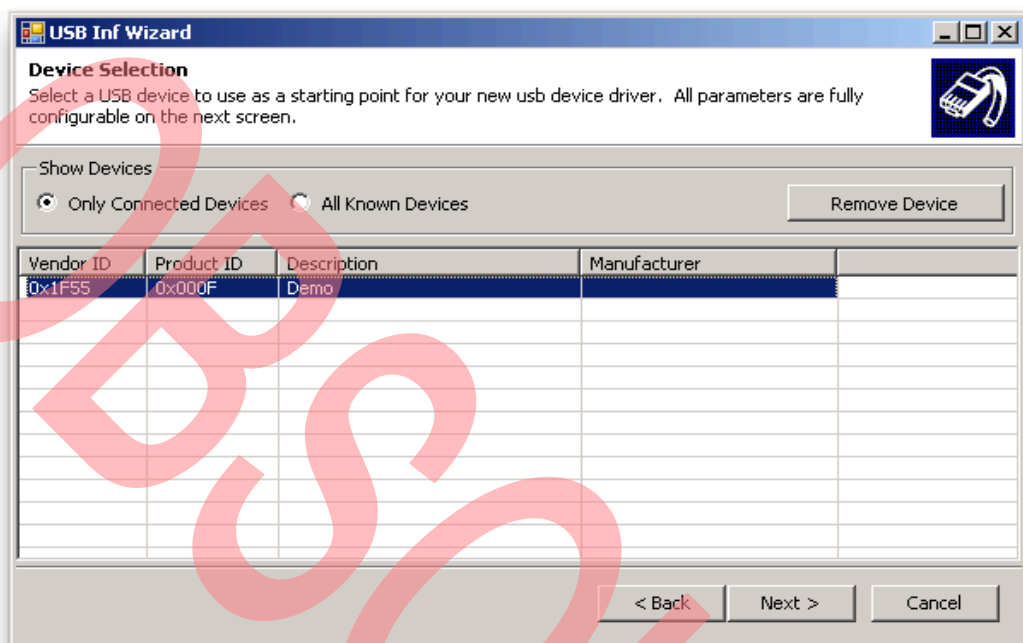 USB Inf Wizard
Device Selection
Select a USB device to use as a starting point for your new usb device driver. All parameters are fully
configurable on the next screen.
Show Devices
Only Connected Devices All Known Devices Remove Device
Vendor ID Product ID Description Manufacturer
0x1F55 0x000F Demo
< Back Next > Cancel
OBSO